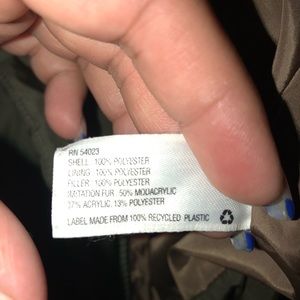 RN 54023
SHELL: 100% POLYESTER
LINING: 100% POLYESTER
FILLER: 100% POLYESTER
IMITATION FUR: 50% MODACRYLIC
37% ACRYLIC, 13% POLYESTER
LABEL MADE FROM 100% RECYCLED PLASTIC